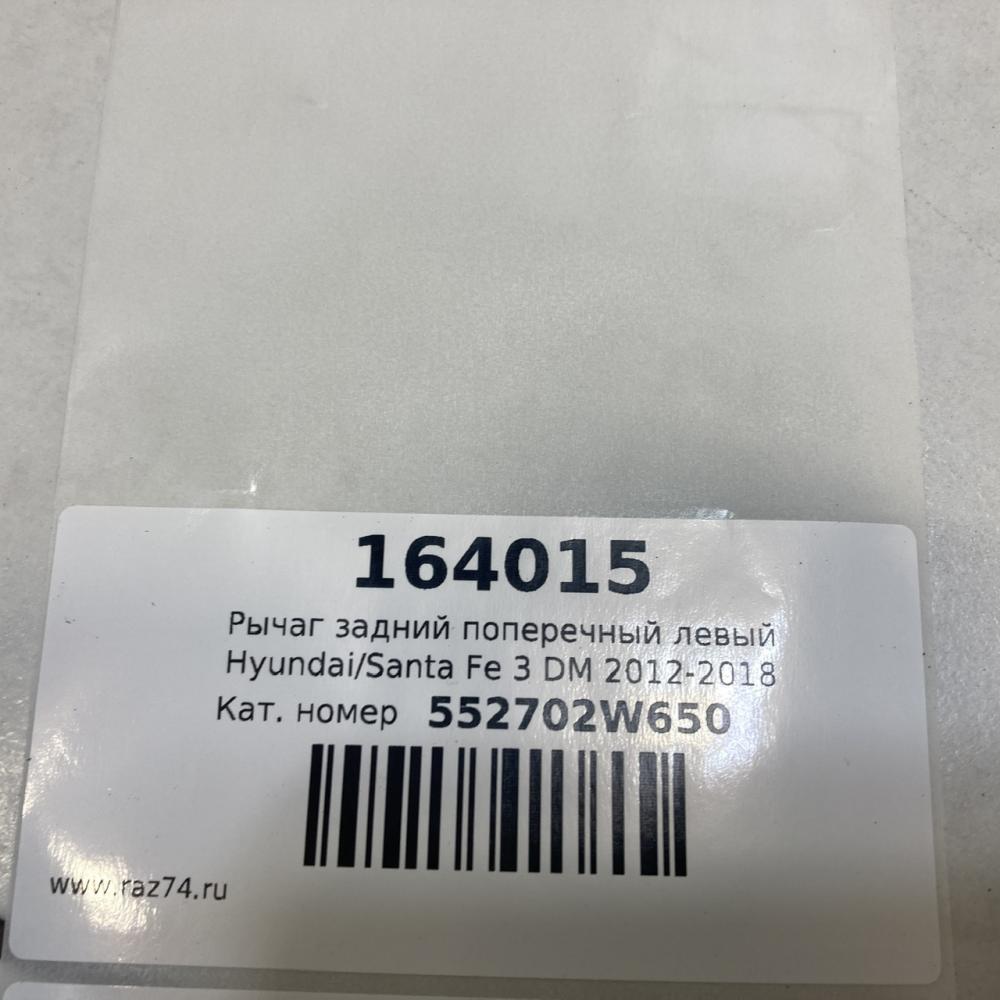 164015
Рычаг задний поперечный левый
Hyundai/Santa Fe 3 DM 2012-2018
Кат. номер 552702W650
www.raz74.ru